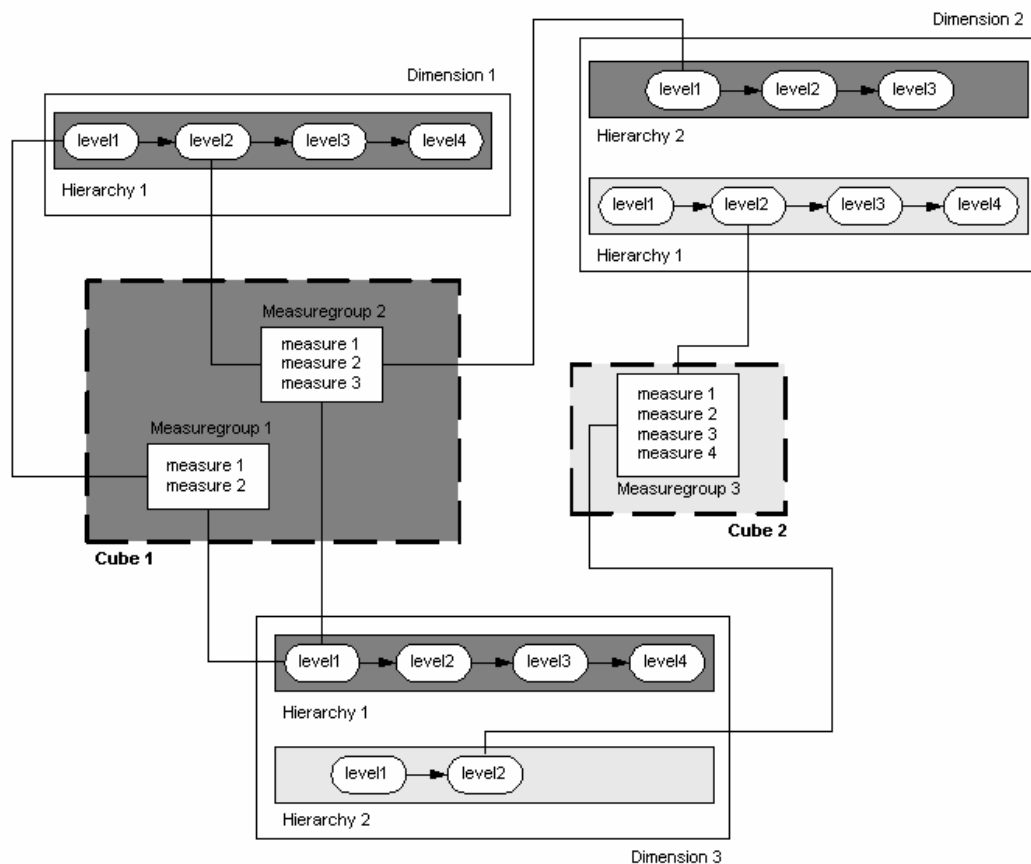 Dimension 2
Dimension 1
level1 level2 level3
Hierarchy 2
level1 level2 level3 level4
Hierarchy 1
level1 level2 level3 level4
Hierarchy 1
Measuregroup 2
measure 1
measure 2
measure 3
Measuregroup 1
measure 1
measure 2
Cube 1
measure 1
measure 2
measure 3
measure 4
Measuregroup 3
Cube 2
level1 level2 level3 level4
Hierarchy 1
level1 level2
Hierarchy 2
Dimension 3